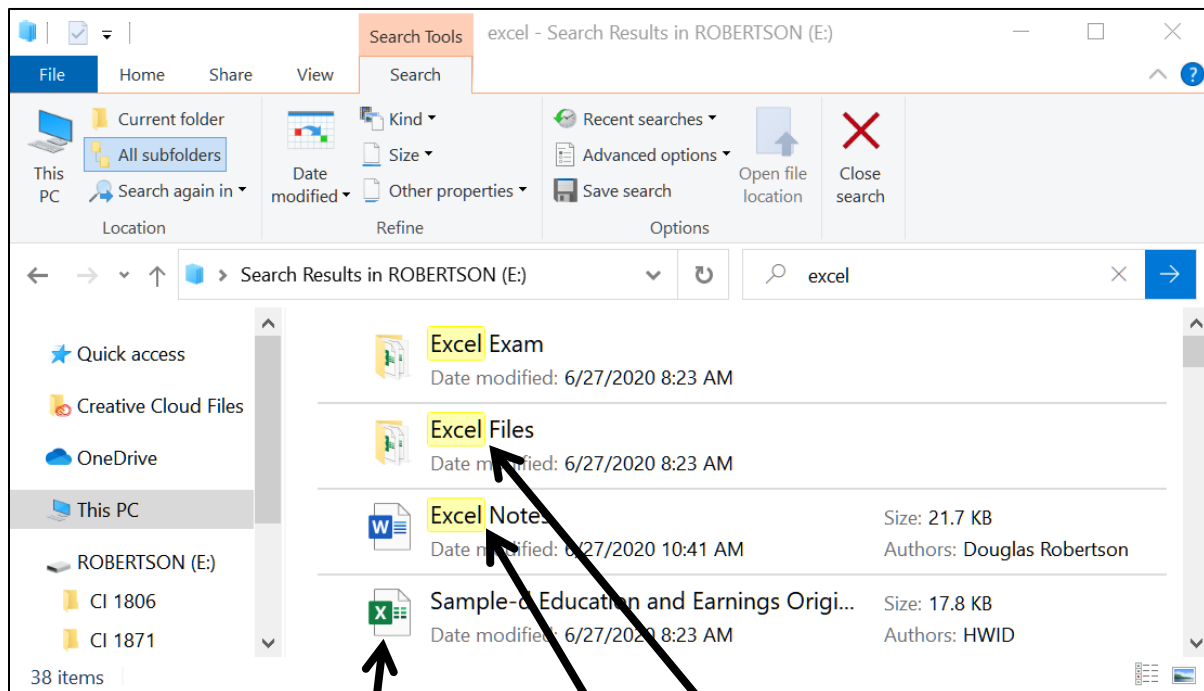 Search Tools excel - Search Results in ROBERTSON (E:)
File Home Share View Search
This PC
Current folder
All subfolders
Search again in
Location
Date modified
Kind
Size
Other properties
Refine
Recent searches
Advanced options
Save search
Options
Open file location
Close search
Search Results in ROBERTSON (E:)
excel
Quick access
Creative Cloud Files
OneDrive
This PC
ROBERTSON (E:)
CI 1806
CI 1871
Excel Exam
Date modified: 6/27/2020 8:23 AM
Excel Files
Date modified: 6/27/2020 8:23 AM
Excel Notes Size: 21.7 KB
Date modified: 6/27/2020 10:41 AM Authors: Douglas Robertson
Sample-d Education and Earnings Origi... Size: 17.8 KB
Date modified: 6/27/2020 8:23 AM Authors: HWID
38 items